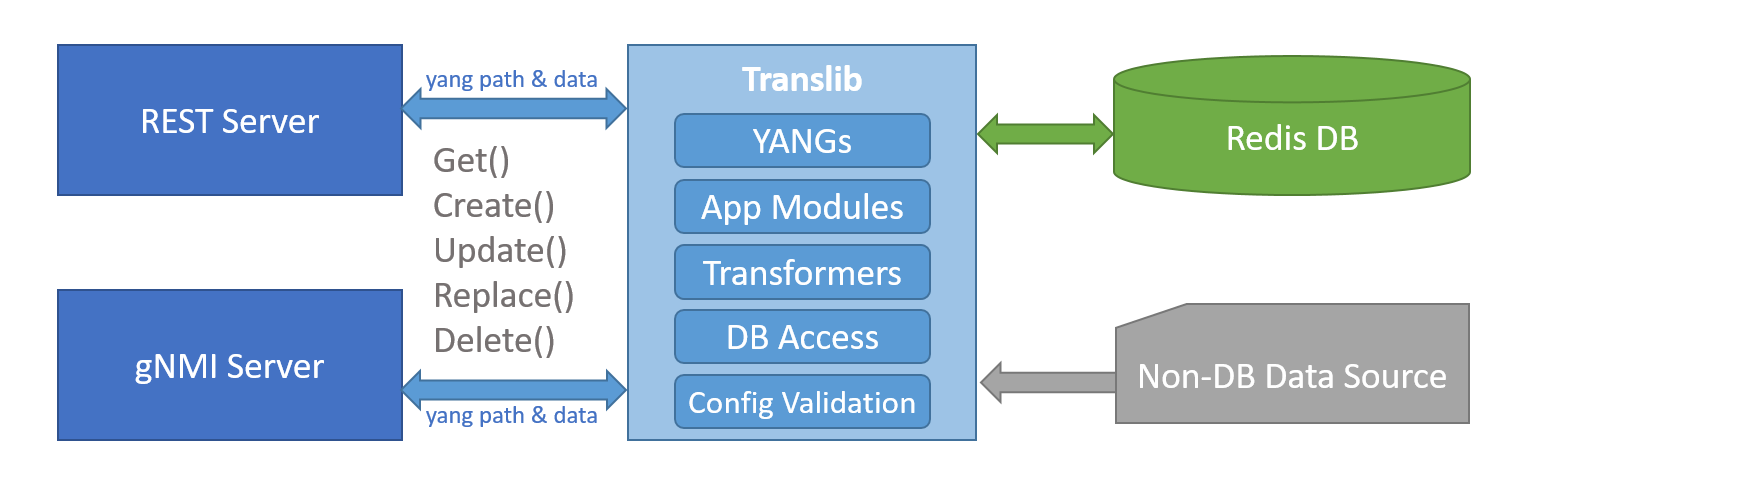 REST Server
gNMI Server
yang path & data
Get()
Create()
Update()
Replace()
Delete()
yang path & data
Translib
YANGs
App Modules
Transformers
DB Access
Config Validation
Redis DB
Non-DB Data Source